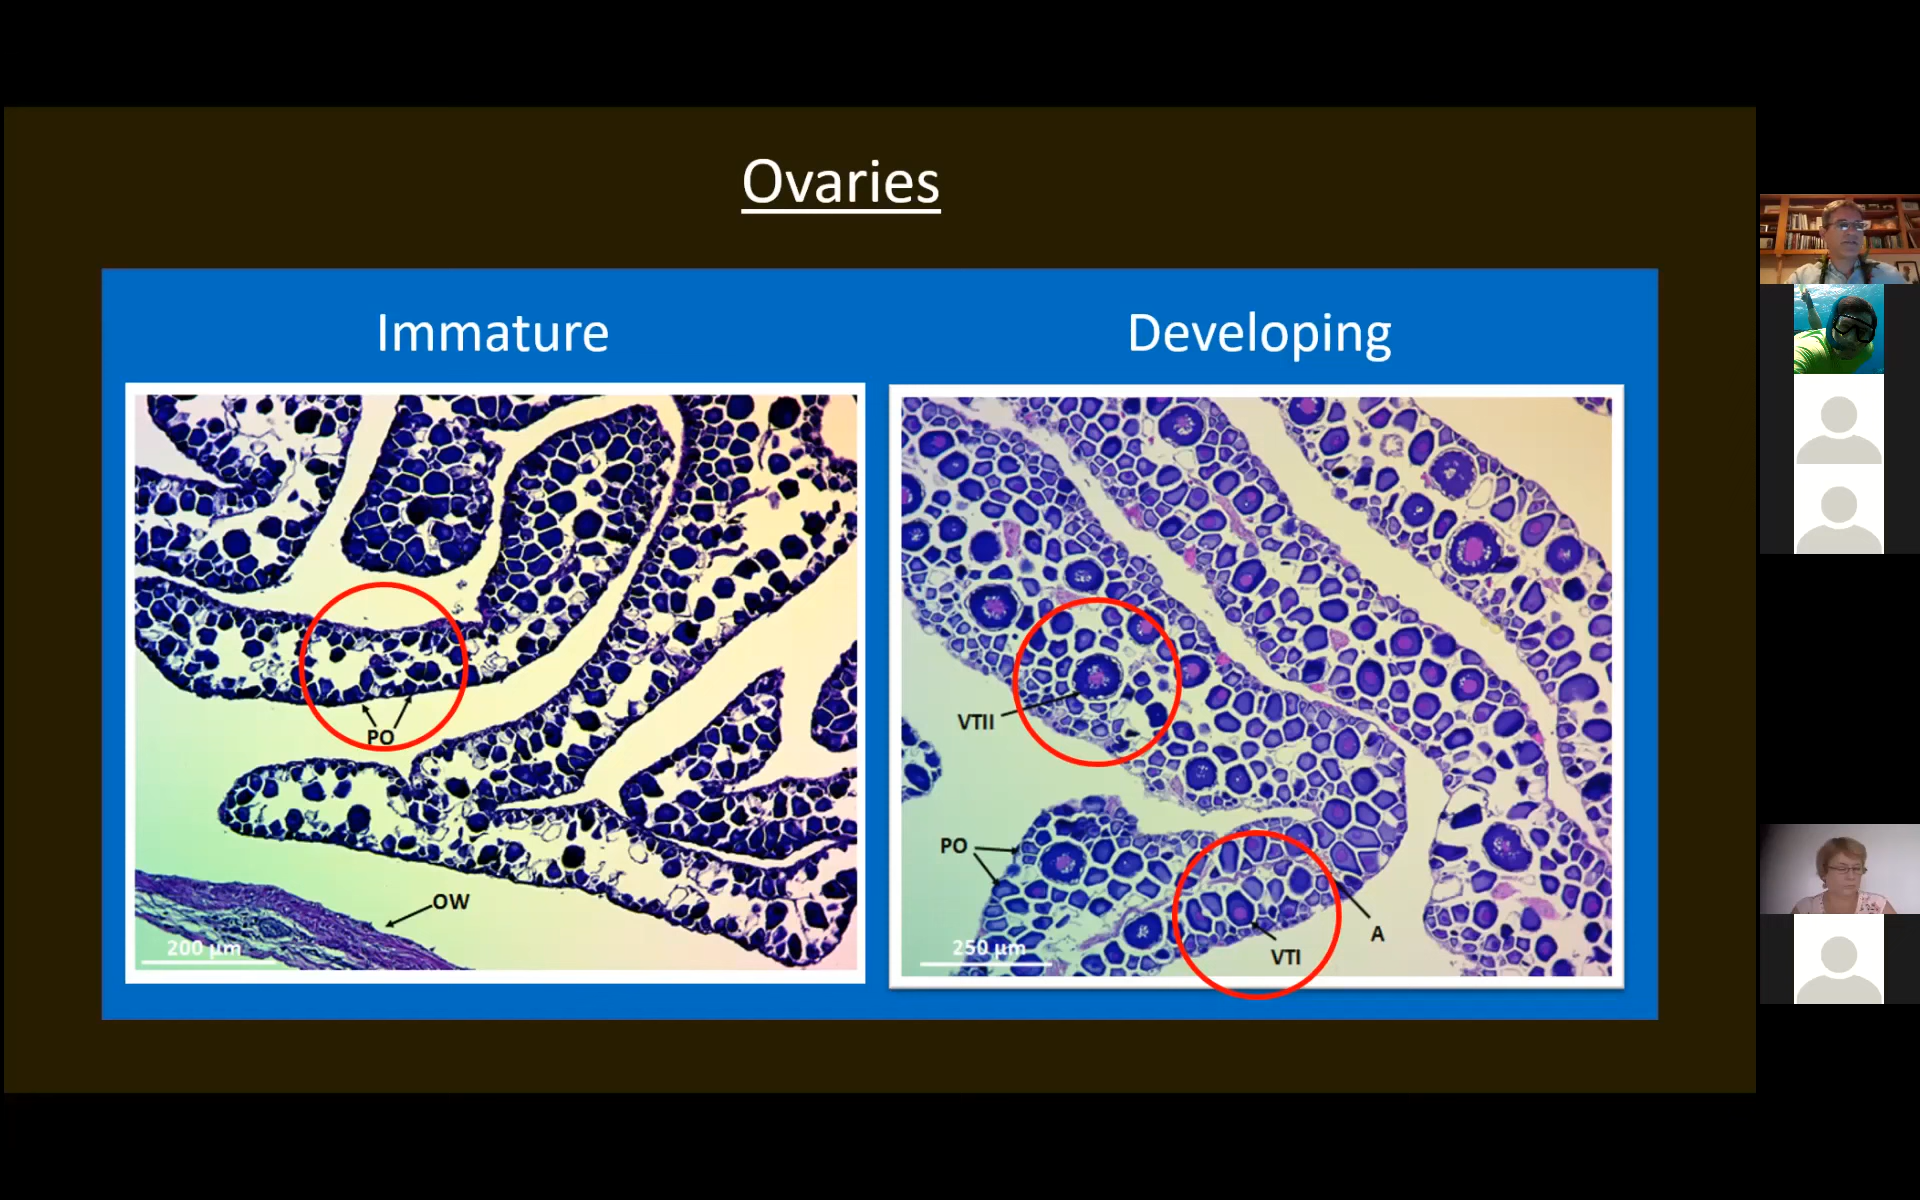 Ovaries
Immature
Developing
PO
OW
200 µm
VTII
PO
A
VTI
250 µm